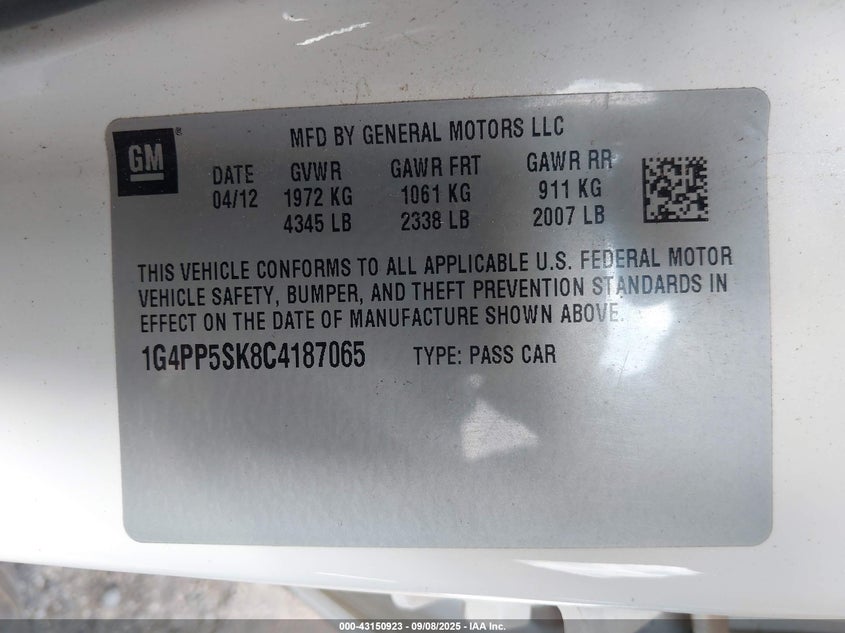 GM ®
MFD BY GENERAL MOTORS LLC
DATE GVWR GAWR FRT GAWR RR
04/12 1972 KG 1061 KG 911 KG
4345 LB 2338 LB 2007 LB
THIS VEHICLE CONFORMS TO ALL APPLICABLE U.S. FEDERAL MOTOR
VEHICLE SAFETY, BUMPER, AND THEFT PREVENTION STANDARDS IN
EFFECT ON THE DATE OF MANUFACTURE SHOWN ABOVE.
1G4PP5SK8C4187065 TYPE: PASS CAR
000-43150923 - 09/08/2025 - IAA Inc.